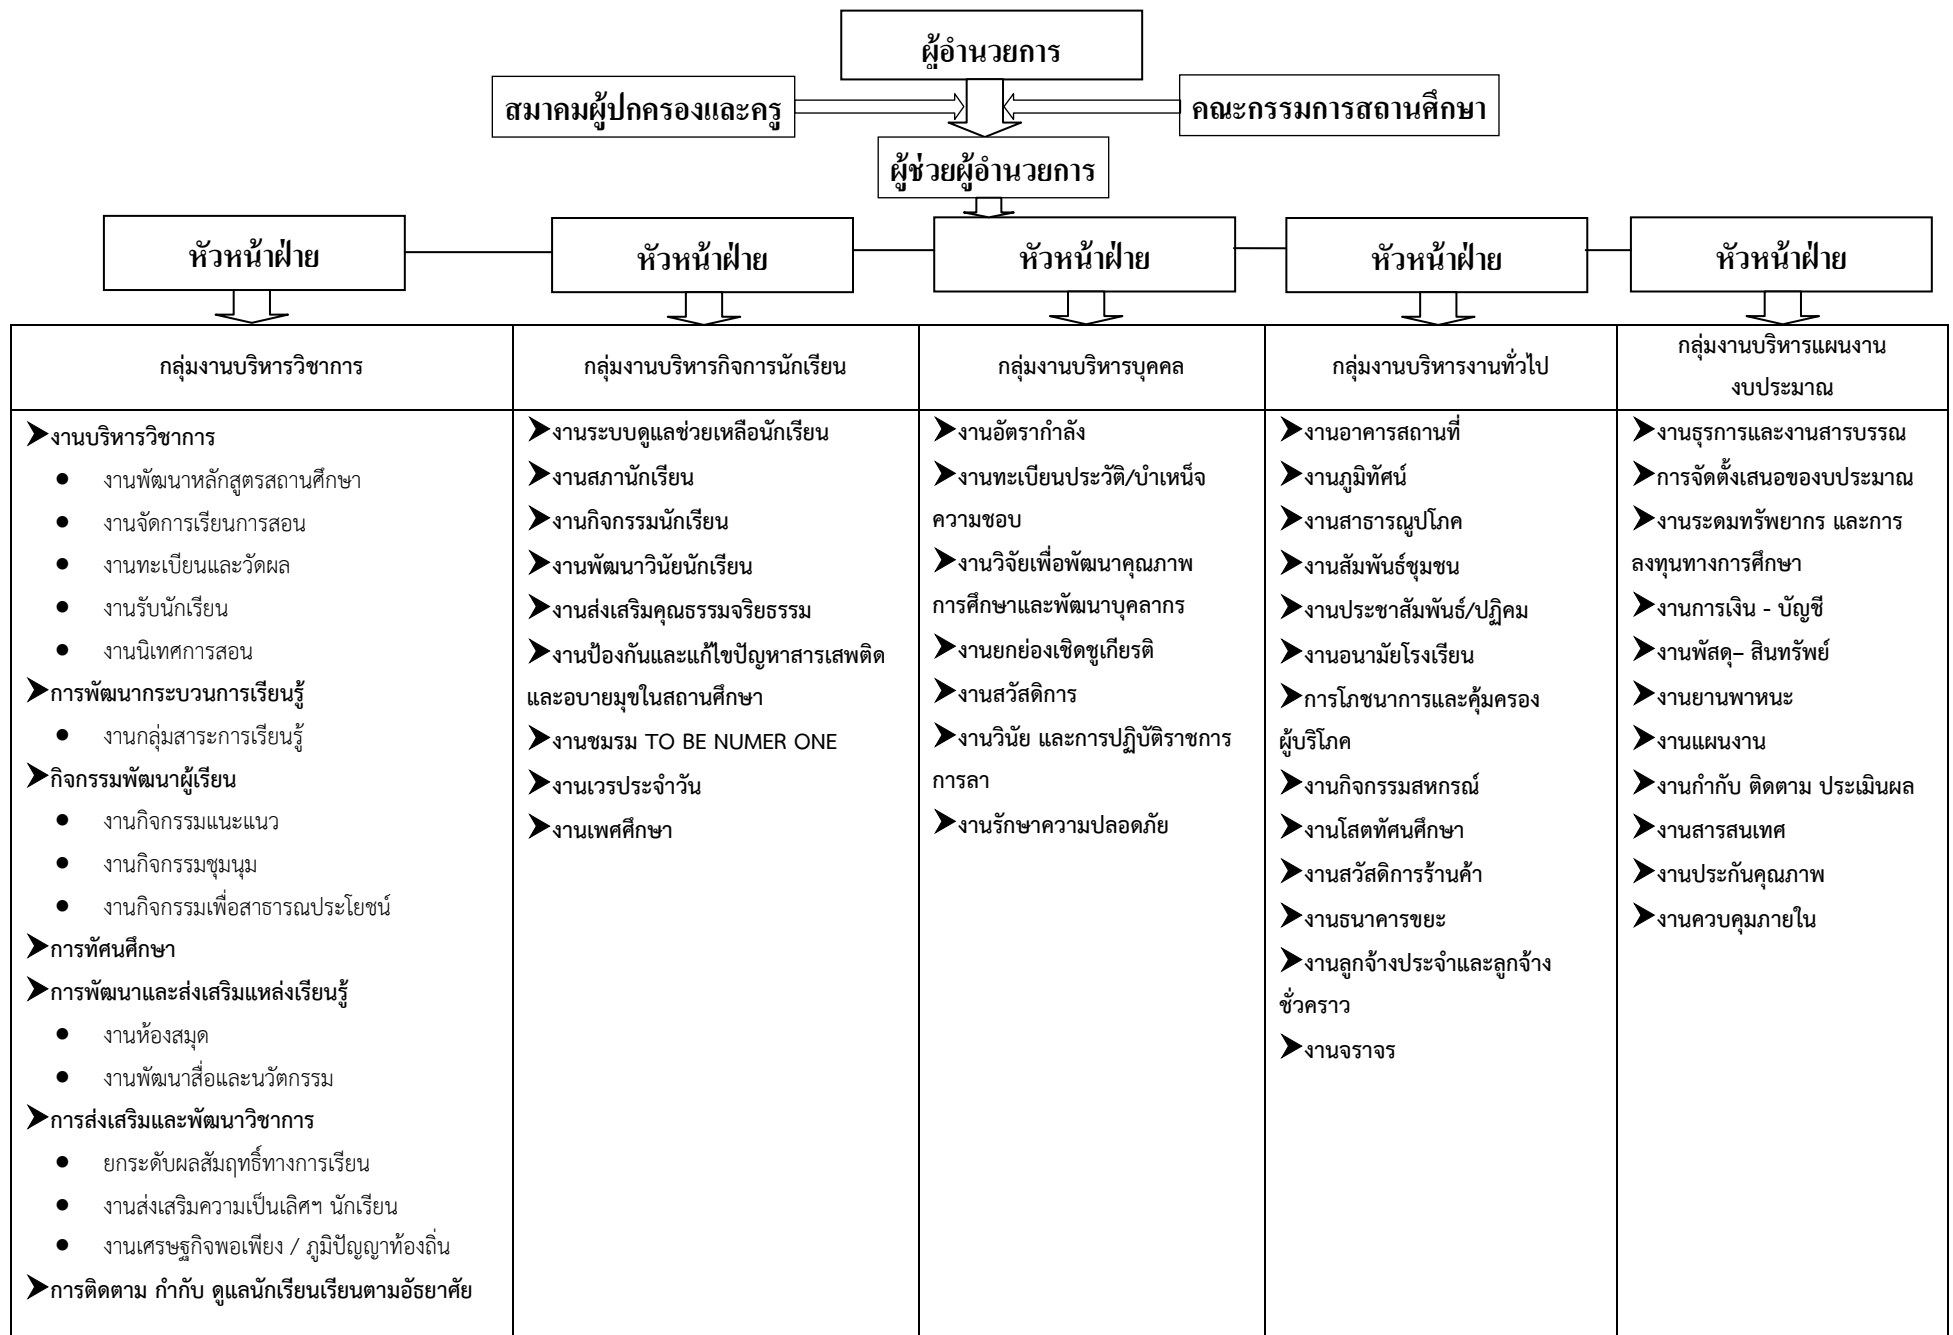 ผู้อำนวยการ
สมาคมผู้ปกครองและครู
คณะกรรมการสถานศึกษา
ผู้ช่วยผู้อำนวยการ
หัวหน้าฝ่าย
หัวหน้าฝ่าย
หัวหน้าฝ่าย
หัวหน้าฝ่าย
หัวหน้าฝ่าย
กลุ่มงานบริหารวิชาการ
กลุ่มงานบริหารกิจการนักเรียน
กลุ่มงานบริหารบุคคล
กลุ่มงานบริหารงานทั่วไป
กลุ่มงานบริหารแผนงาน
งบประมาณ
➤งานบริหารวิชาการ
● งานพัฒนาหลักสูตรสถานศึกษา
● งานจัดการเรียนการสอน
● งานทะเบียนและวัดผล
● งานรับนักเรียน
● งานนิเทศการสอน
➤การพัฒนากระบวนการเรียนรู้
● งานกลุ่มสาระการเรียนรู้
➤กิจกรรมพัฒนาผู้เรียน
● งานกิจกรรมแนะแนว
● งานกิจกรรมชุมนุม
● งานกิจกรรมเพื่อสาธารณประโยชน์
➤การทัศนศึกษา
➤การพัฒนาและส่งเสริมแหล่งเรียนรู้
● งานห้องสมุด
● งานพัฒนาสื่อและนวัตกรรม
➤การส่งเสริมและพัฒนาวิชาการ
● ยกระดับผลสัมฤทธิ์ทางการเรียน
● งานส่งเสริมความเป็นเลิศฯ นักเรียน
● งานเศรษฐกิจพอเพียง / ภูมิปัญญาท้องถิ่น
➤การติดตาม กำกับ ดูแลนักเรียนเรียนตามอัธยาศัย
➤งานระบบดูแลช่วยเหลือนักเรียน
➤งานสภานักเรียน
➤งานกิจกรรมนักเรียน
➤งานพัฒนาวินัยนักเรียน
➤งานส่งเสริมคุณธรรมจริยธรรม
➤งานป้องกันและแก้ไขปัญหาสารเสพติด
และอบายมุขในสถานศึกษา
➤งานชมรม TO BE NUMER ONE
➤งานเวรประจำวัน
➤งานเพศศึกษา
➤งานอัตรากำลัง
➤งานทะเบียนประวัติ/บำเหน็จ
ความชอบ
➤งานวิจัยเพื่อพัฒนาคุณภาพ
การศึกษาและพัฒนาบุคลากร
➤งานยกย่องเชิดชูเกียรติ
➤งานสวัสดิการ
➤งานวินัย และการปฏิบัติราชการ
การลา
➤งานรักษาความปลอดภัย
➤งานอาคารสถานที่
➤งานภูมิทัศน์
➤งานสาธารณูปโภค
➤งานสัมพันธ์ชุมชน
➤งานประชาสัมพันธ์/ปฏิคม
➤งานอนามัยโรงเรียน
➤การโภชนาการและคุ้มครอง
ผู้บริโภค
➤งานกิจกรรมสหกรณ์
➤งานโสตทัศนศึกษา
➤งานสวัสดิการร้านค้า
➤งานธนาคารขยะ
➤งานลูกจ้างประจำและลูกจ้าง
ชั่วคราว
➤งานจราจร
➤งานธุรการและงานสารบรรณ
➤การจัดตั้งเสนอของบประมาณ
➤งานระดมทรัพยากร และการ
ลงทุนทางการศึกษา
➤งานการเงิน - บัญชี
➤งานพัสดุ– สินทรัพย์
➤งานยานพาหนะ
➤งานแผนงาน
➤งานกำกับ ติดตาม ประเมินผล
➤งานสารสนเทศ
➤งานประกันคุณภาพ
➤งานควบคุมภายใน